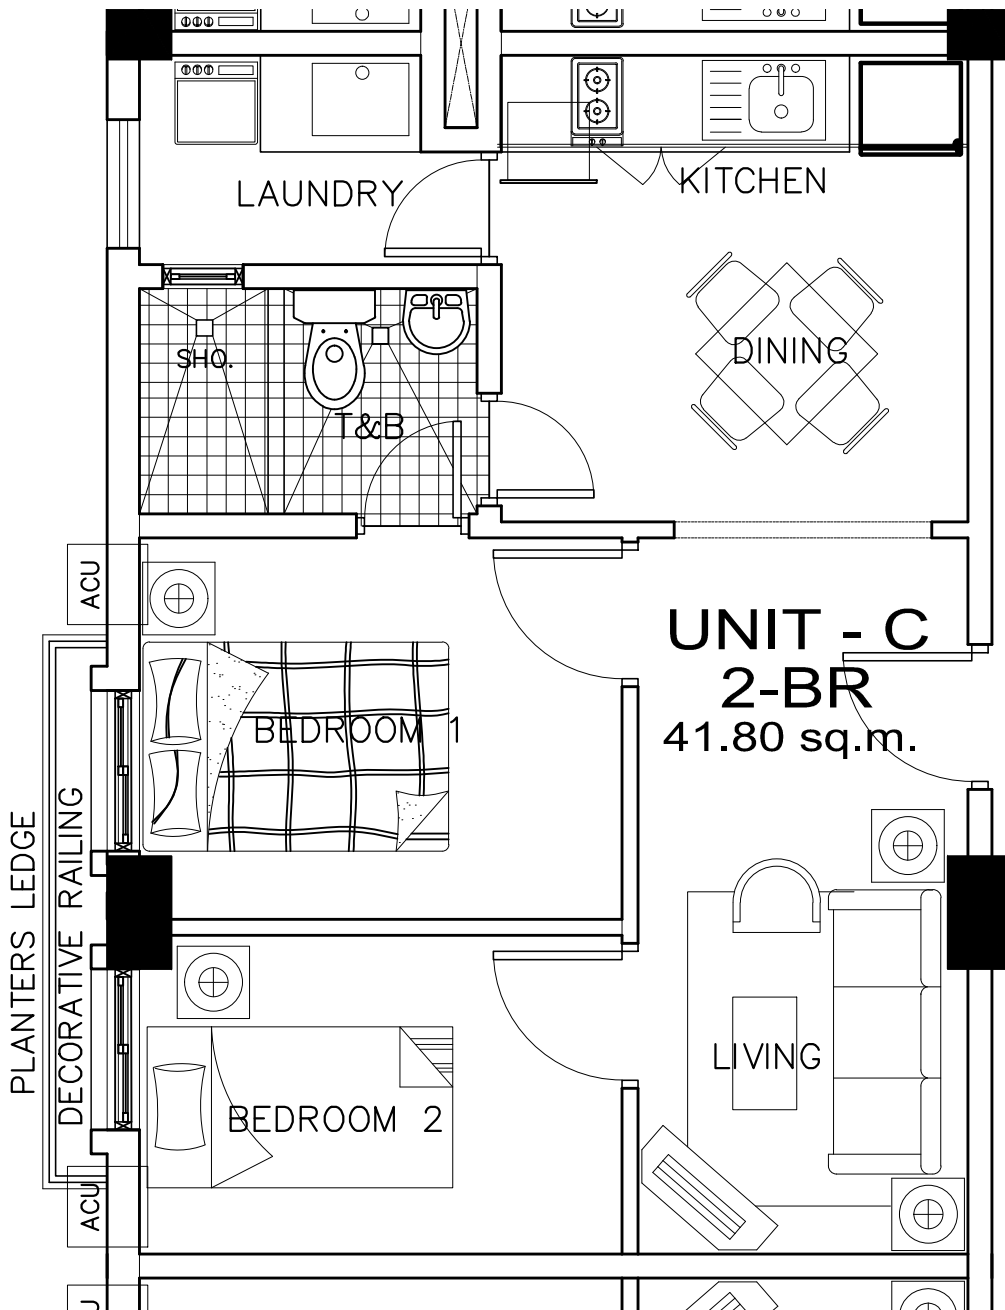 LAUNDRY
KITCHEN
SHO.
DINING
T&B
ACU
UNIT - C
2-BR
41.80 sq.m.
BEDROOM 1
PLANTERS LEDGE
DECORATIVE RAILING
LIVING
BEDROOM 2
ACU